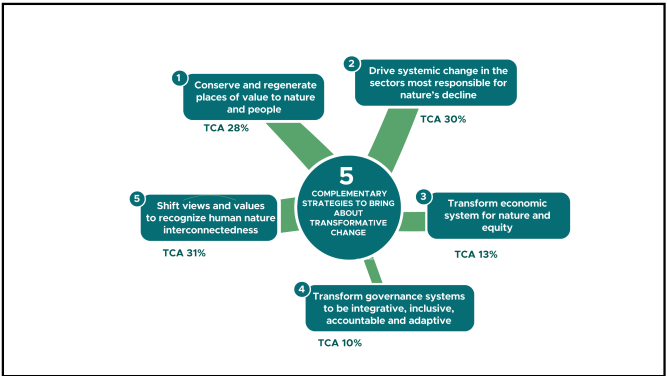 1
Conserve and regenerate
places of value to nature
and people
TCA 28%
2
Drive systemic change in the
sectors most responsible for
nature's decline
TCA 30%
5
COMPLEMENTARY
STRATEGIES TO BRING
ABOUT
TRANSFORMATIVE
CHANGE
3
Transform economic
system for nature and
equity
TCA 13%
4
Transform governance systems
to be integrative, inclusive,
accountable and adaptive
TCA 10%
5
Shift views and values
to recognize human nature
interconnectedness
TCA 31%